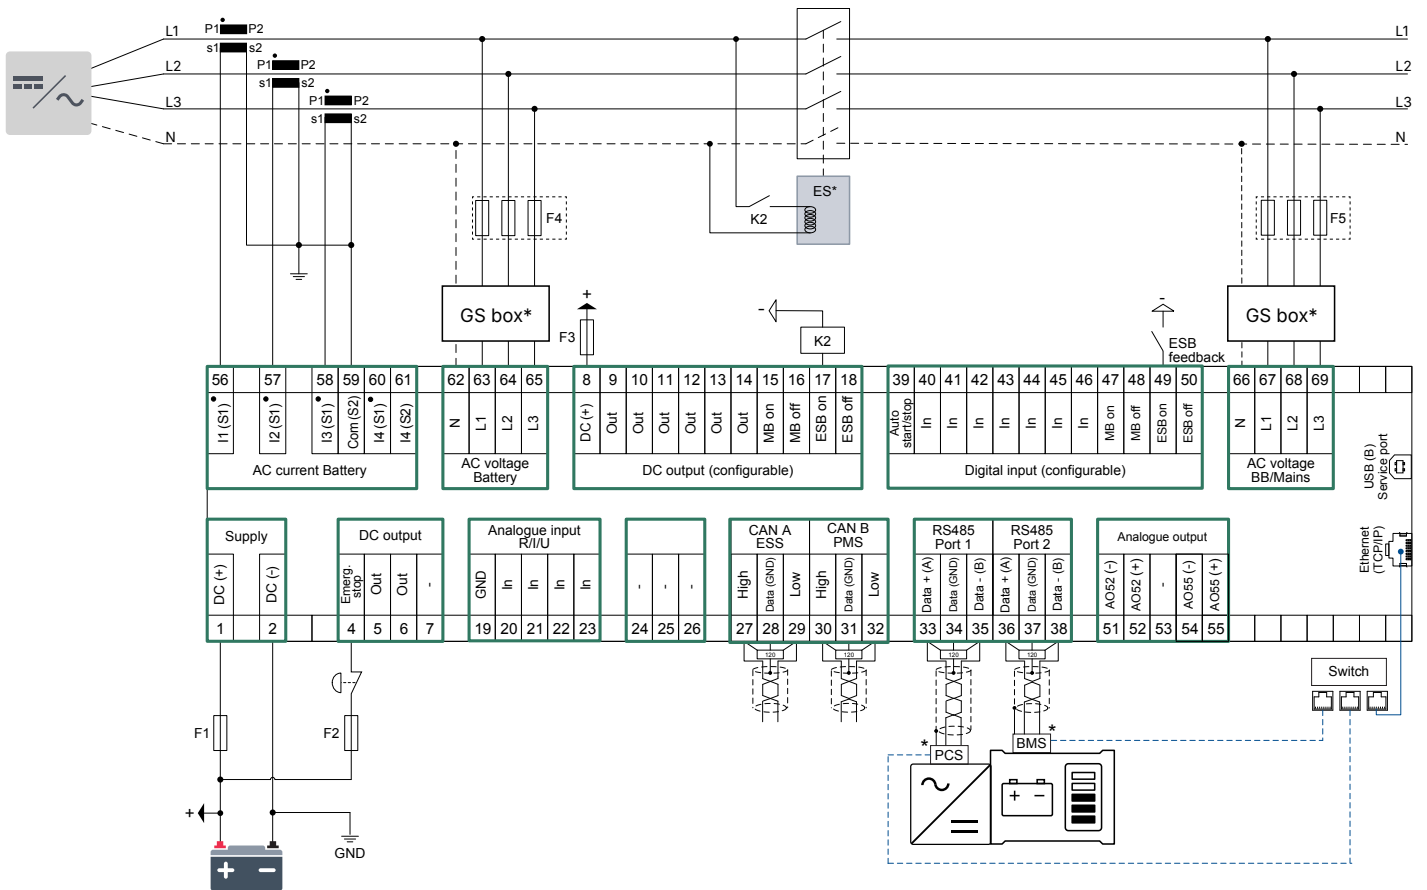 L1
P1 P2
s1 s2
L2
P1 P2
s1 s2
L3
P1 P2
s1 s2
N
L1
L2
L3
N
ES*
K2
F4
F5
GS box*
GS box*
+
F3
-
K2
-
ESB
feedback
56 57 58 59 60 61
I1 (S1)
I2 (S1)
I3 (S1)
Com (S2)
I4 (S1)
I4 (S2)
AC current Battery
62 63 64 65
N
L1
L2
L3
AC voltage
Battery
8 9 10 11 12 13 14 15 16 17 18
DC (+)
Out
Out
Out
Out
Out
Out
MB on
MB off
ESB on
ESB off
DC output (configurable)
39 40 41 42 43 44 45 46 47 48 49 50
Auto
start/stop
In
In
In
In
In
In
In
MB on
MB off
ESB on
ESB off
Digital input (configurable)
66 67 68 69
N
L1
L2
L3
AC voltage
BB/Mains
USB (B)
Service port
Ethernet
(TCP/IP)
Supply
DC (+)
DC (-)
1 2
DC output
Emerg.
stop
Out
Out
-
4 5 6 7
Analogue input
R/I/U
GND
In
In
In
In
19 20 21 22 23
-
-
-
24 25 26
CAN A
ESS
CAN B
PMS
High
Data (GND)
Low
High
Data (GND)
Low
27 28 29 30 31 32
120
120
RS485
Port 1
RS485
Port 2
Data + (A)
Data (GND)
Data - (B)
Data + (A)
Data (GND)
Data - (B)
33 34 35 36 37 38
120
120
Analogue output
AO52 (-)
AO52 (+)
-
AO55 (-)
AO55 (+)
51 52 53 54 55
Switch
F1
F2
* PCS
BMS *
+ -
+
GND
+ -